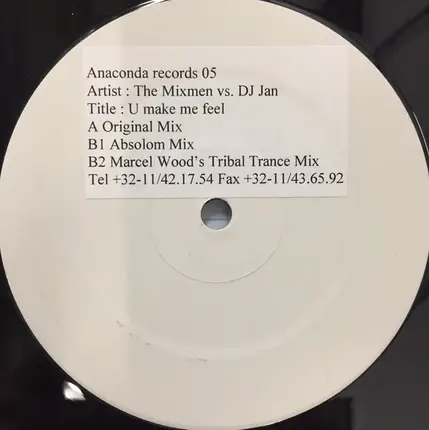 Anaconda records 05
Artist : The Mixmen vs. DJ Jan
Title : U make me feel
A Original Mix
B1 Absolom Mix
B2 Marcel Wood's Tribal Trance Mix
Tel +32-11/42.17.54 Fax +32-11/43.65.92